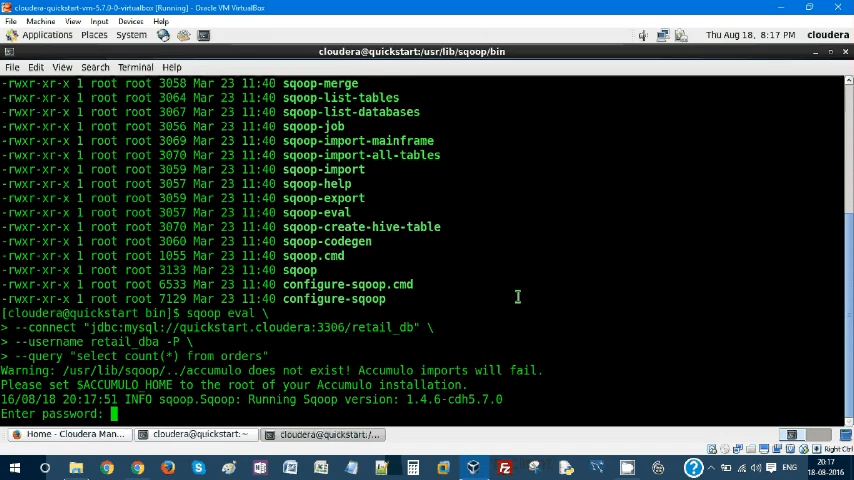 cloudera-quickstart-vm-5.7.0-0-virtualbox [Running] - Oracle VM VirtualBox
File Machine View Input Devices Help
Applications Places System Thu Aug 18, 8:17 PM cloudera
cloudera@quickstart:/usr/lib/sqoop/bin
File Edit View Search Terminal Help
-rwxr-xr-x 1 root root 3058 Mar 23 11:40 sqoop-merge
-rwxr-xr-x 1 root root 3064 Mar 23 11:40 sqoop-list-tables
-rwxr-xr-x 1 root root 3067 Mar 23 11:40 sqoop-list-databases
-rwxr-xr-x 1 root root 3056 Mar 23 11:40 sqoop-job
-rwxr-xr-x 1 root root 3069 Mar 23 11:40 sqoop-import-mainframe
-rwxr-xr-x 1 root root 3070 Mar 23 11:40 sqoop-import-all-tables
-rwxr-xr-x 1 root root 3059 Mar 23 11:40 sqoop-import
-rwxr-xr-x 1 root root 3057 Mar 23 11:40 sqoop-help
-rwxr-xr-x 1 root root 3059 Mar 23 11:40 sqoop-export
-rwxr-xr-x 1 root root 3057 Mar 23 11:40 sqoop-eval
-rwxr-xr-x 1 root root 3070 Mar 23 11:40 sqoop-create-hive-table
-rwxr-xr-x 1 root root 3060 Mar 23 11:40 sqoop-codegen
-rwxr-xr-x 1 root root 1055 Mar 23 11:40 sqoop.cmd
-rwxr-xr-x 1 root root 3133 Mar 23 11:40 sqoop
-rwxr-xr-x 1 root root 6533 Mar 23 11:40 configure-sqoop.cmd
-rwxr-xr-x 1 root root 7129 Mar 23 11:40 configure-sqoop
[cloudera@quickstart bin]$ sqoop eval \
> --connect "jdbc:mysql://quickstart.cloudera:3306/retail_db" \
> --username retail_dba -P \
> --query "select count(*) from orders"
Warning: /usr/lib/sqoop/../accumulo does not exist! Accumulo imports will fail.
Please set $ACCUMULO_HOME to the root of your Accumulo installation.
16/08/18 20:17:51 INFO sqoop.Sqoop: Running Sqoop version: 1.4.6-cdh5.7.0
Enter password:
Home - Cloudera Man... cloudera@quickstart:~ cloudera@quickstart:/...
Right Ctrl
ENG 20:17
18-08-2016